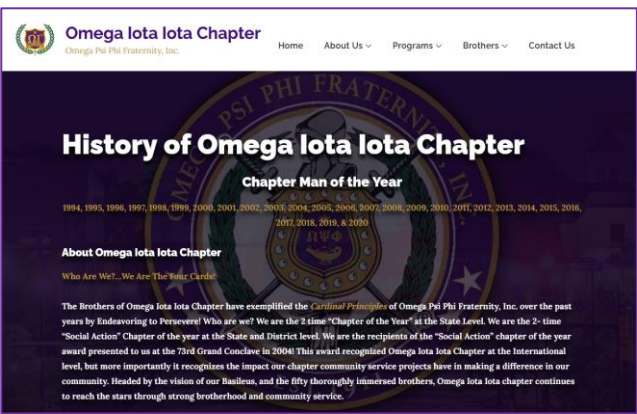 Omega Iota Iota Chapter
Omega Psi Phi Fraternity, Inc.
Home About Us Programs Brothers Contact Us
OMEGA PSI PHI FRATERNITY, INC.
History of Omega Iota Iota Chapter
Chapter Man of the Year
1994, 1995, 1996, 1997, 1998, 1999, 2000, 2001, 2002, 2003, 2004, 2005, 2006, 2007, 2008, 2009, 2010, 2011, 2012, 2013, 2014, 2015, 2016,
2017, 2018, 2019, & 2020
ΩΨΦ
About Omega Iota Iota Chapter
Who Are We?...We Are The Four Cards!
The Brothers of Omega Iota Iota Chapter have exemplified the Cardinal Principles of Omega Psi Phi Fraternity, Inc. over the past
years by Endeavoring to Persevere! Who are we? We are the 2 time “Chapter of the Year” at the State Level. We are the 2- time
“Social Action” Chapter of the year at the State and District level. We are the recipients of the “Social Action” chapter of the year
award presented to us at the 73rd Grand Conclave in 2004! This award recognized Omega Iota Iota Chapter at the International
level, but more importantly it recognizes the impact our chapter community service projects have in making a difference in our
community. Headed by the vision of our Basileus, and the fifty thoroughly immersed brothers, Omega Iota Iota chapter continues
to reach the stars through strong brotherhood and community service.